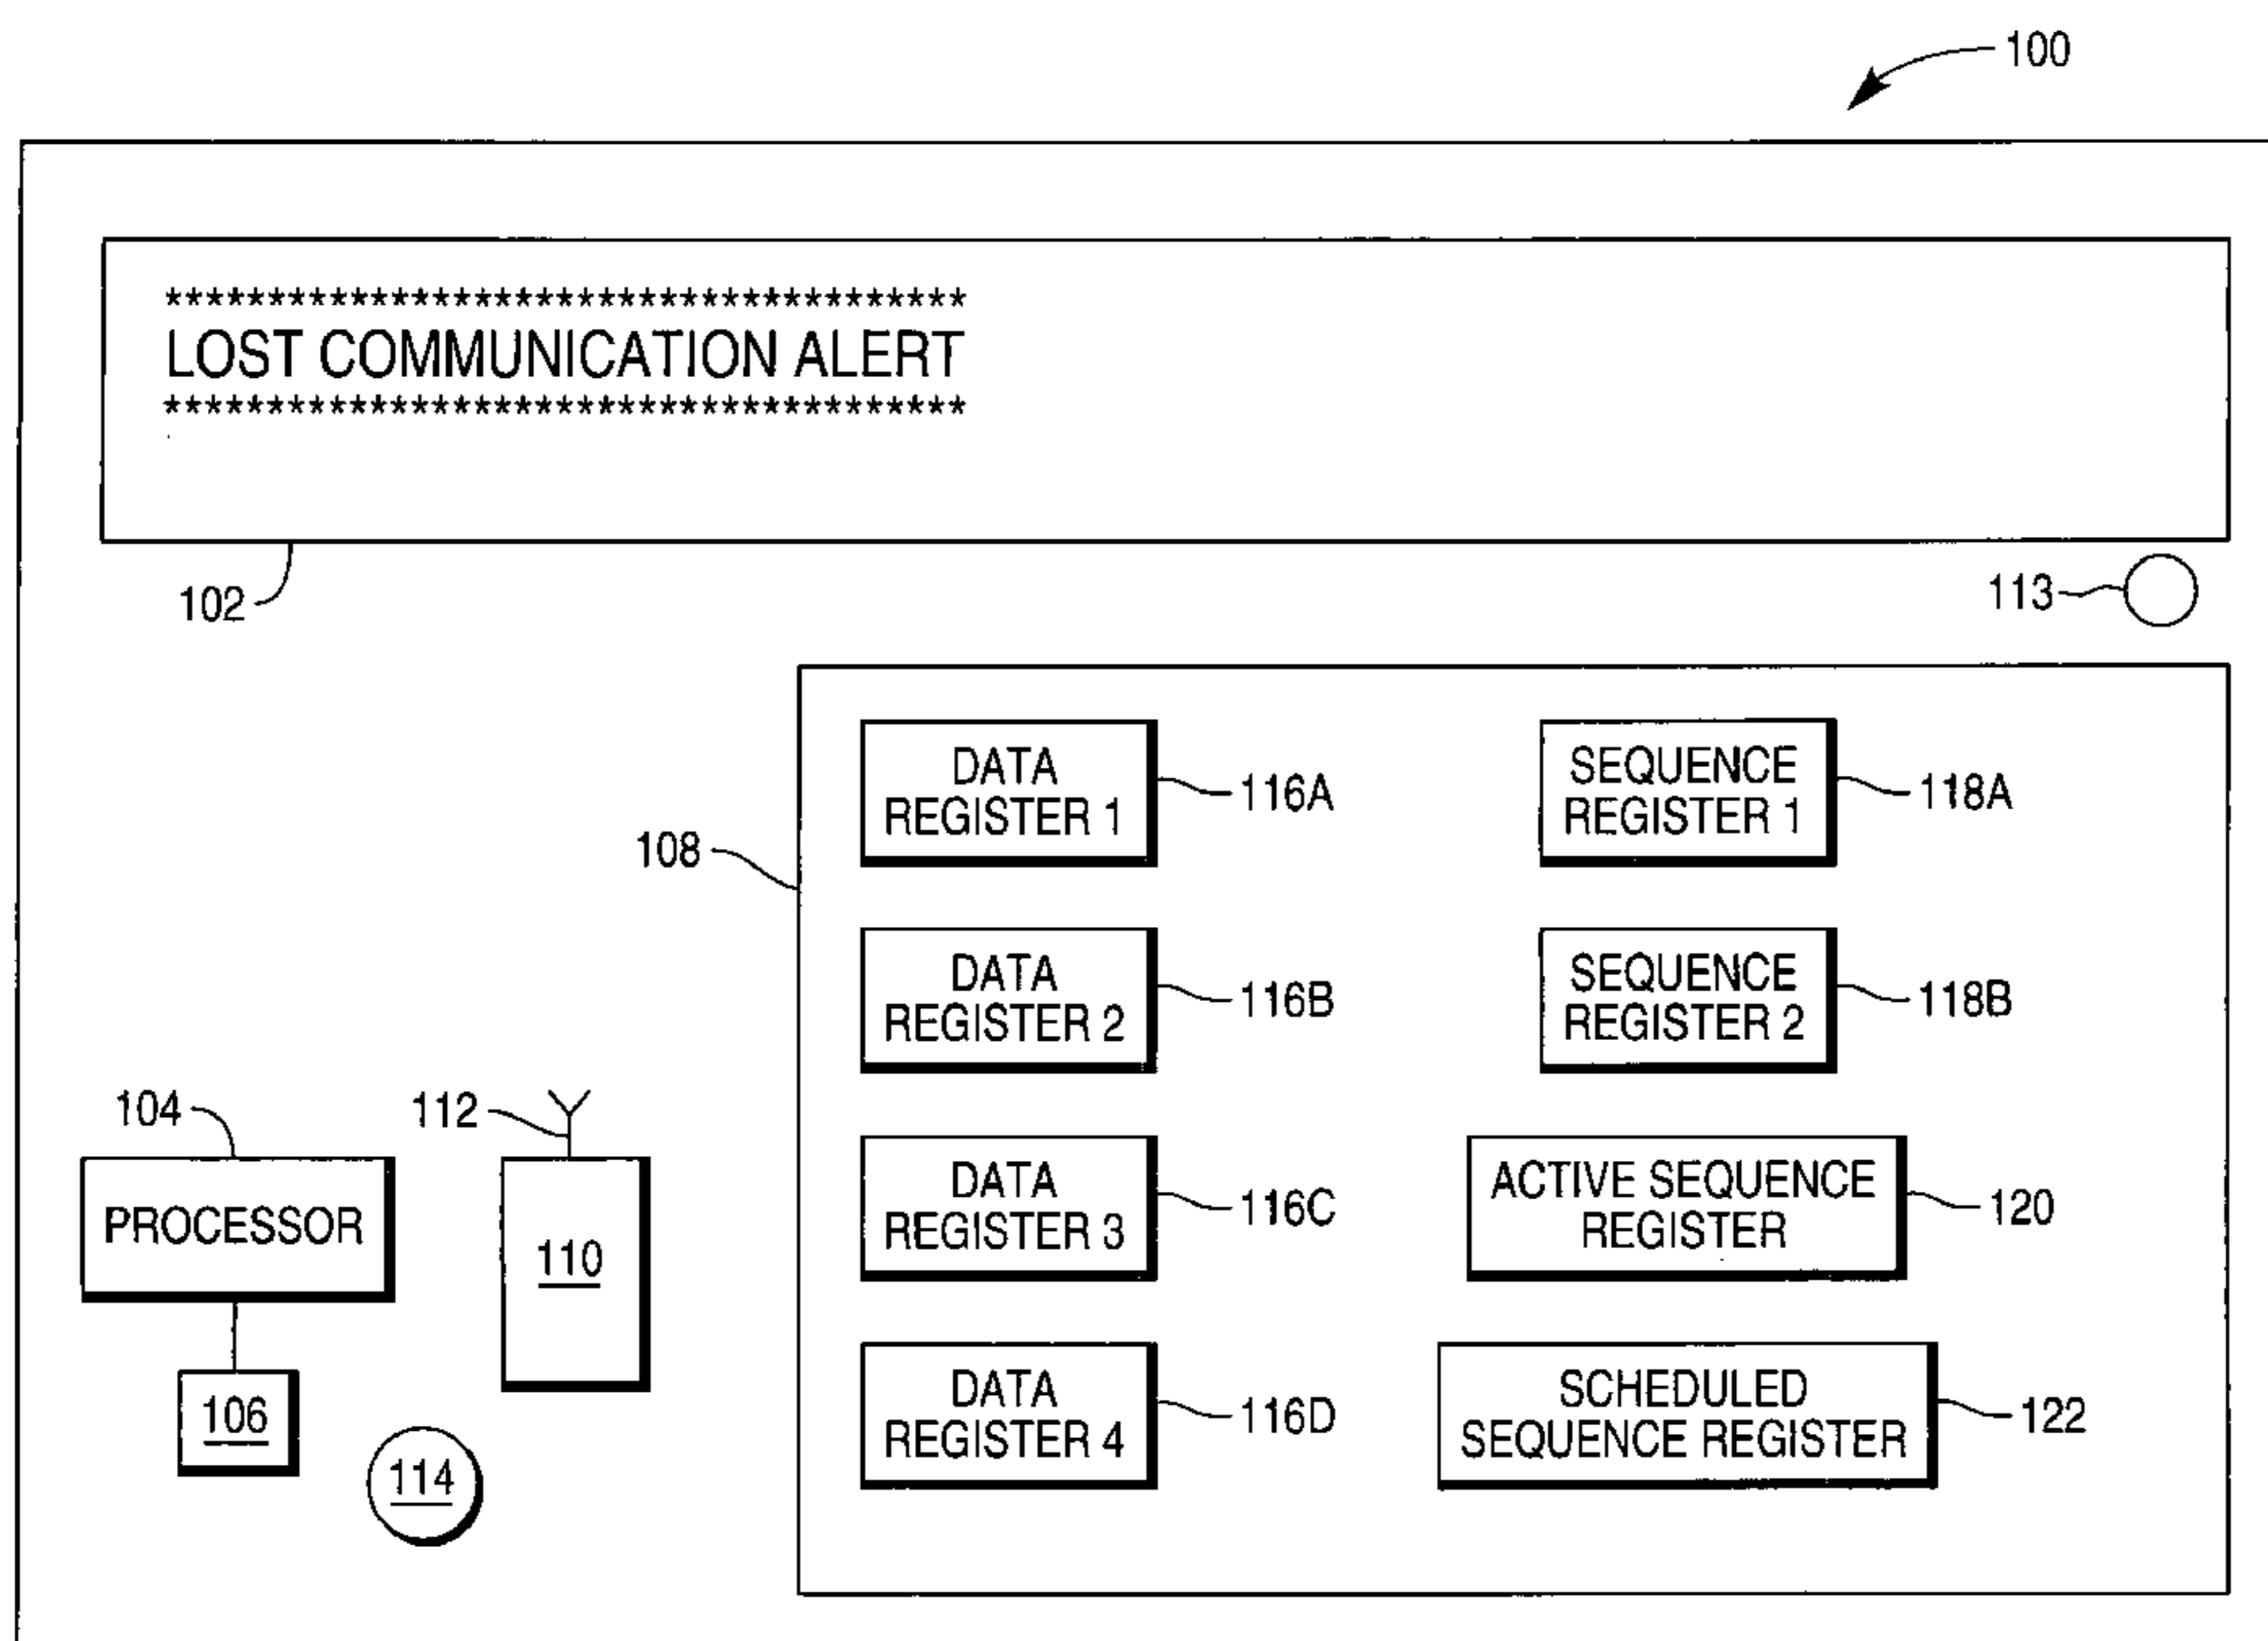 100
***************************************
LOST COMMUNICATION ALERT
***************************************
102
113
108
DATA
REGISTER 1
116A
SEQUENCE
REGISTER 1
118A
DATA
REGISTER 2
116B
SEQUENCE
REGISTER 2
118B
104
PROCESSOR
106
112
110
114
DATA
REGISTER 3
116C
ACTIVE SEQUENCE
REGISTER
120
DATA
REGISTER 4
116D
SCHEDULED
SEQUENCE REGISTER
122